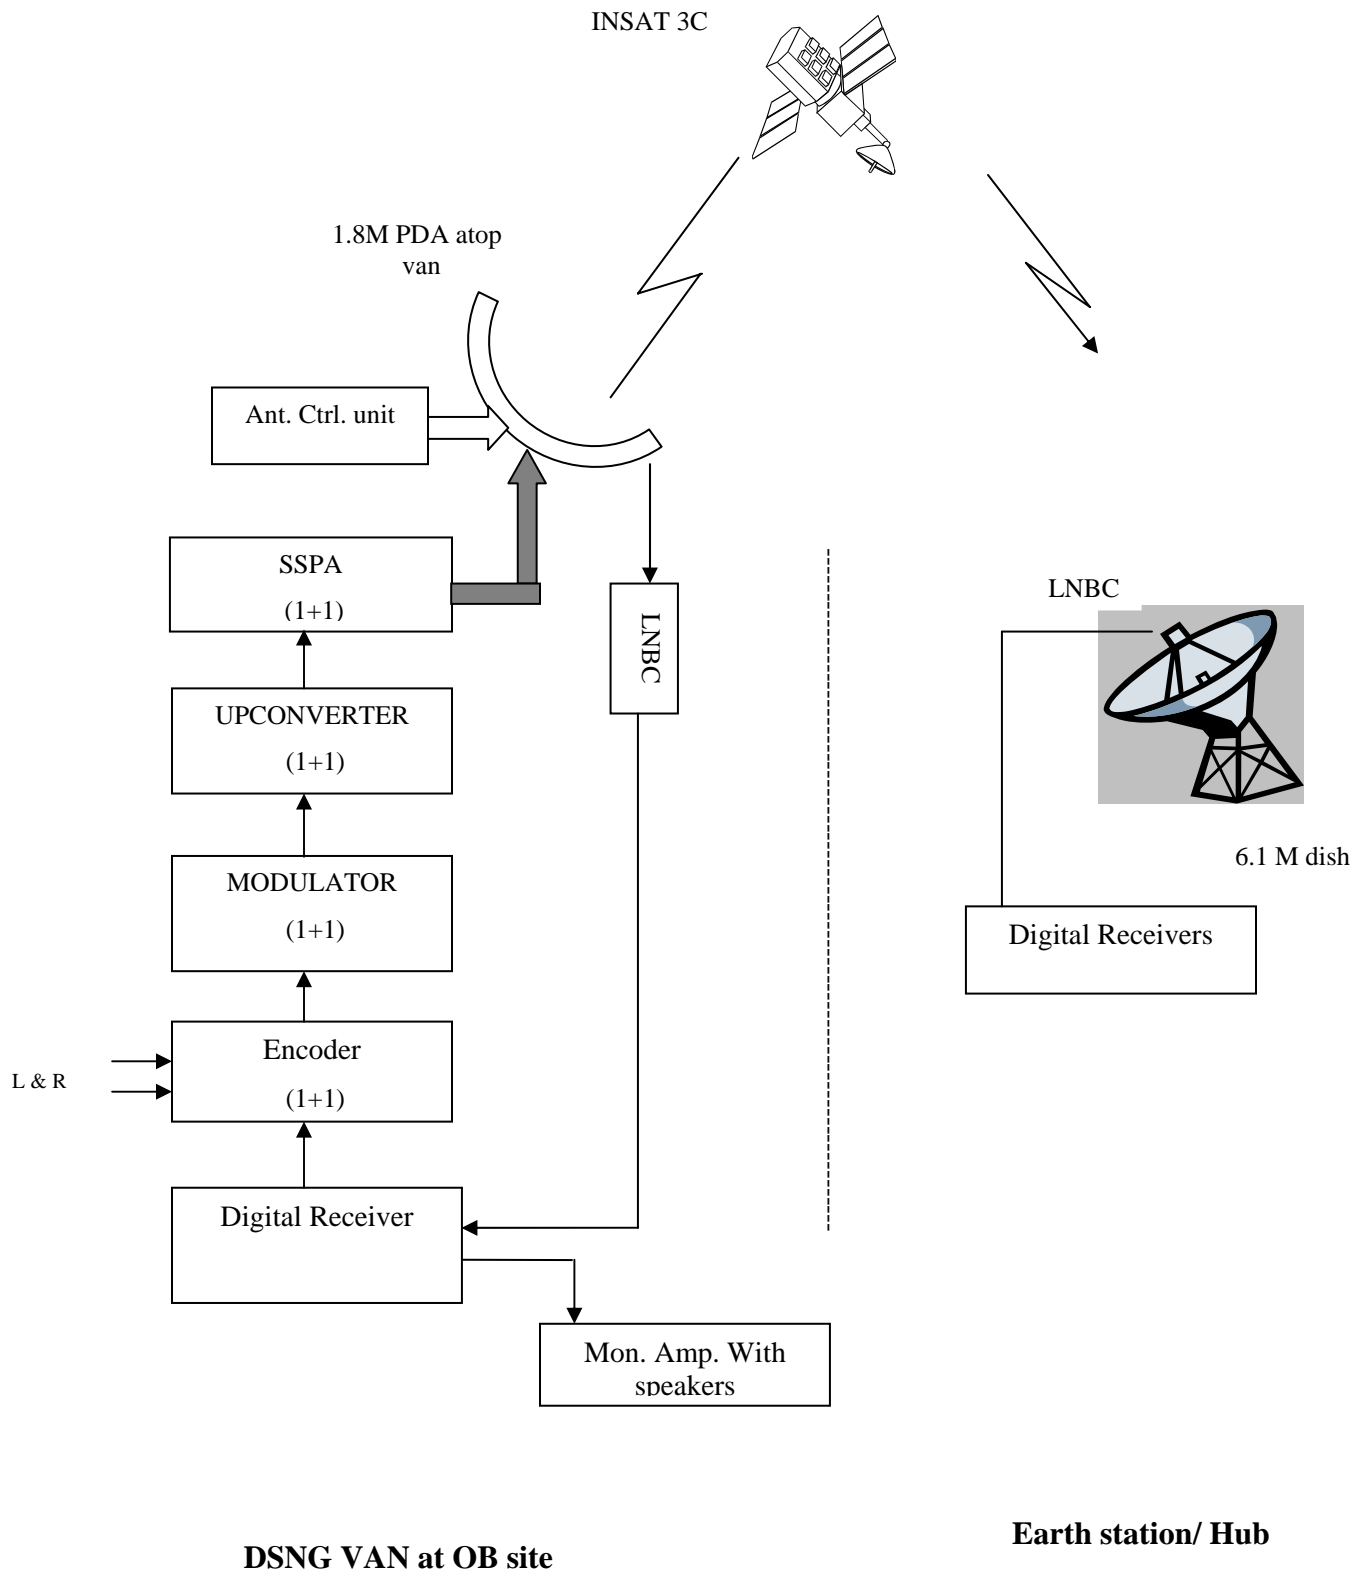 INSAT 3C
1.8M PDA atop
van
Ant. Ctrl. unit
SSPA
(1+1)
LNBC
LNBC
UPCONVERTER
(1+1)
6.1 M dish
MODULATOR
(1+1)
Digital Receivers
Encoder
(1+1)
L & R
Digital Receiver
Mon. Amp. With
speakers
Earth station/ Hub
DSNG VAN at OB site